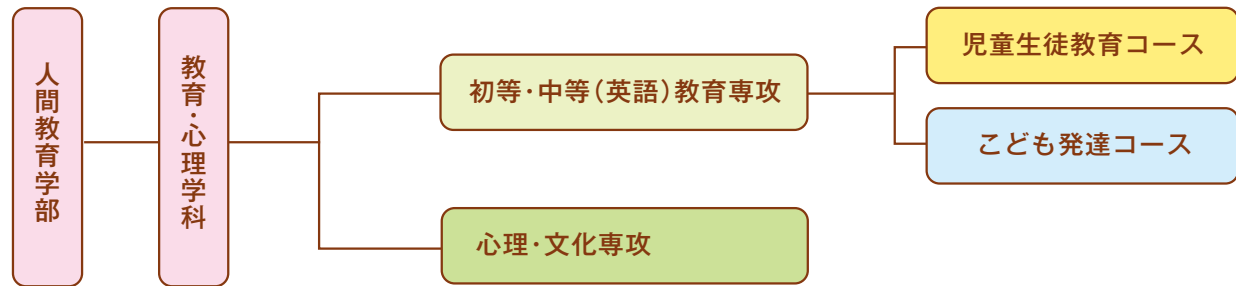 人間教育学部
教育・心理学科
初等・中等（英語）教育専攻
児童生徒教育コース
こども発達コース
心理・文化専攻